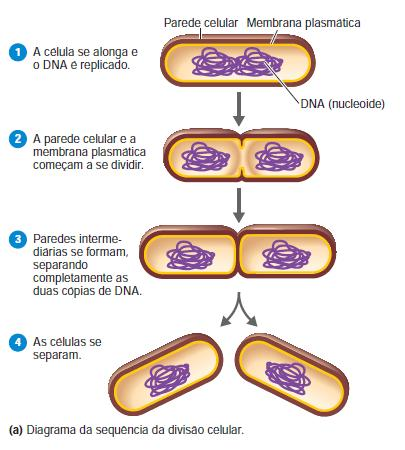 Parede celular Membrana plasmática
1 A célula se alonga e
o DNA é replicado.
DNA (nucleoide)
2 A parede celular e a
membrana plasmática
começam a se dividir.
3 Paredes interme-
diárias se formam,
separando
completamente as
duas cópias de DNA.
4 As células se
separam.
(a) Diagrama da sequência da divisão celular.